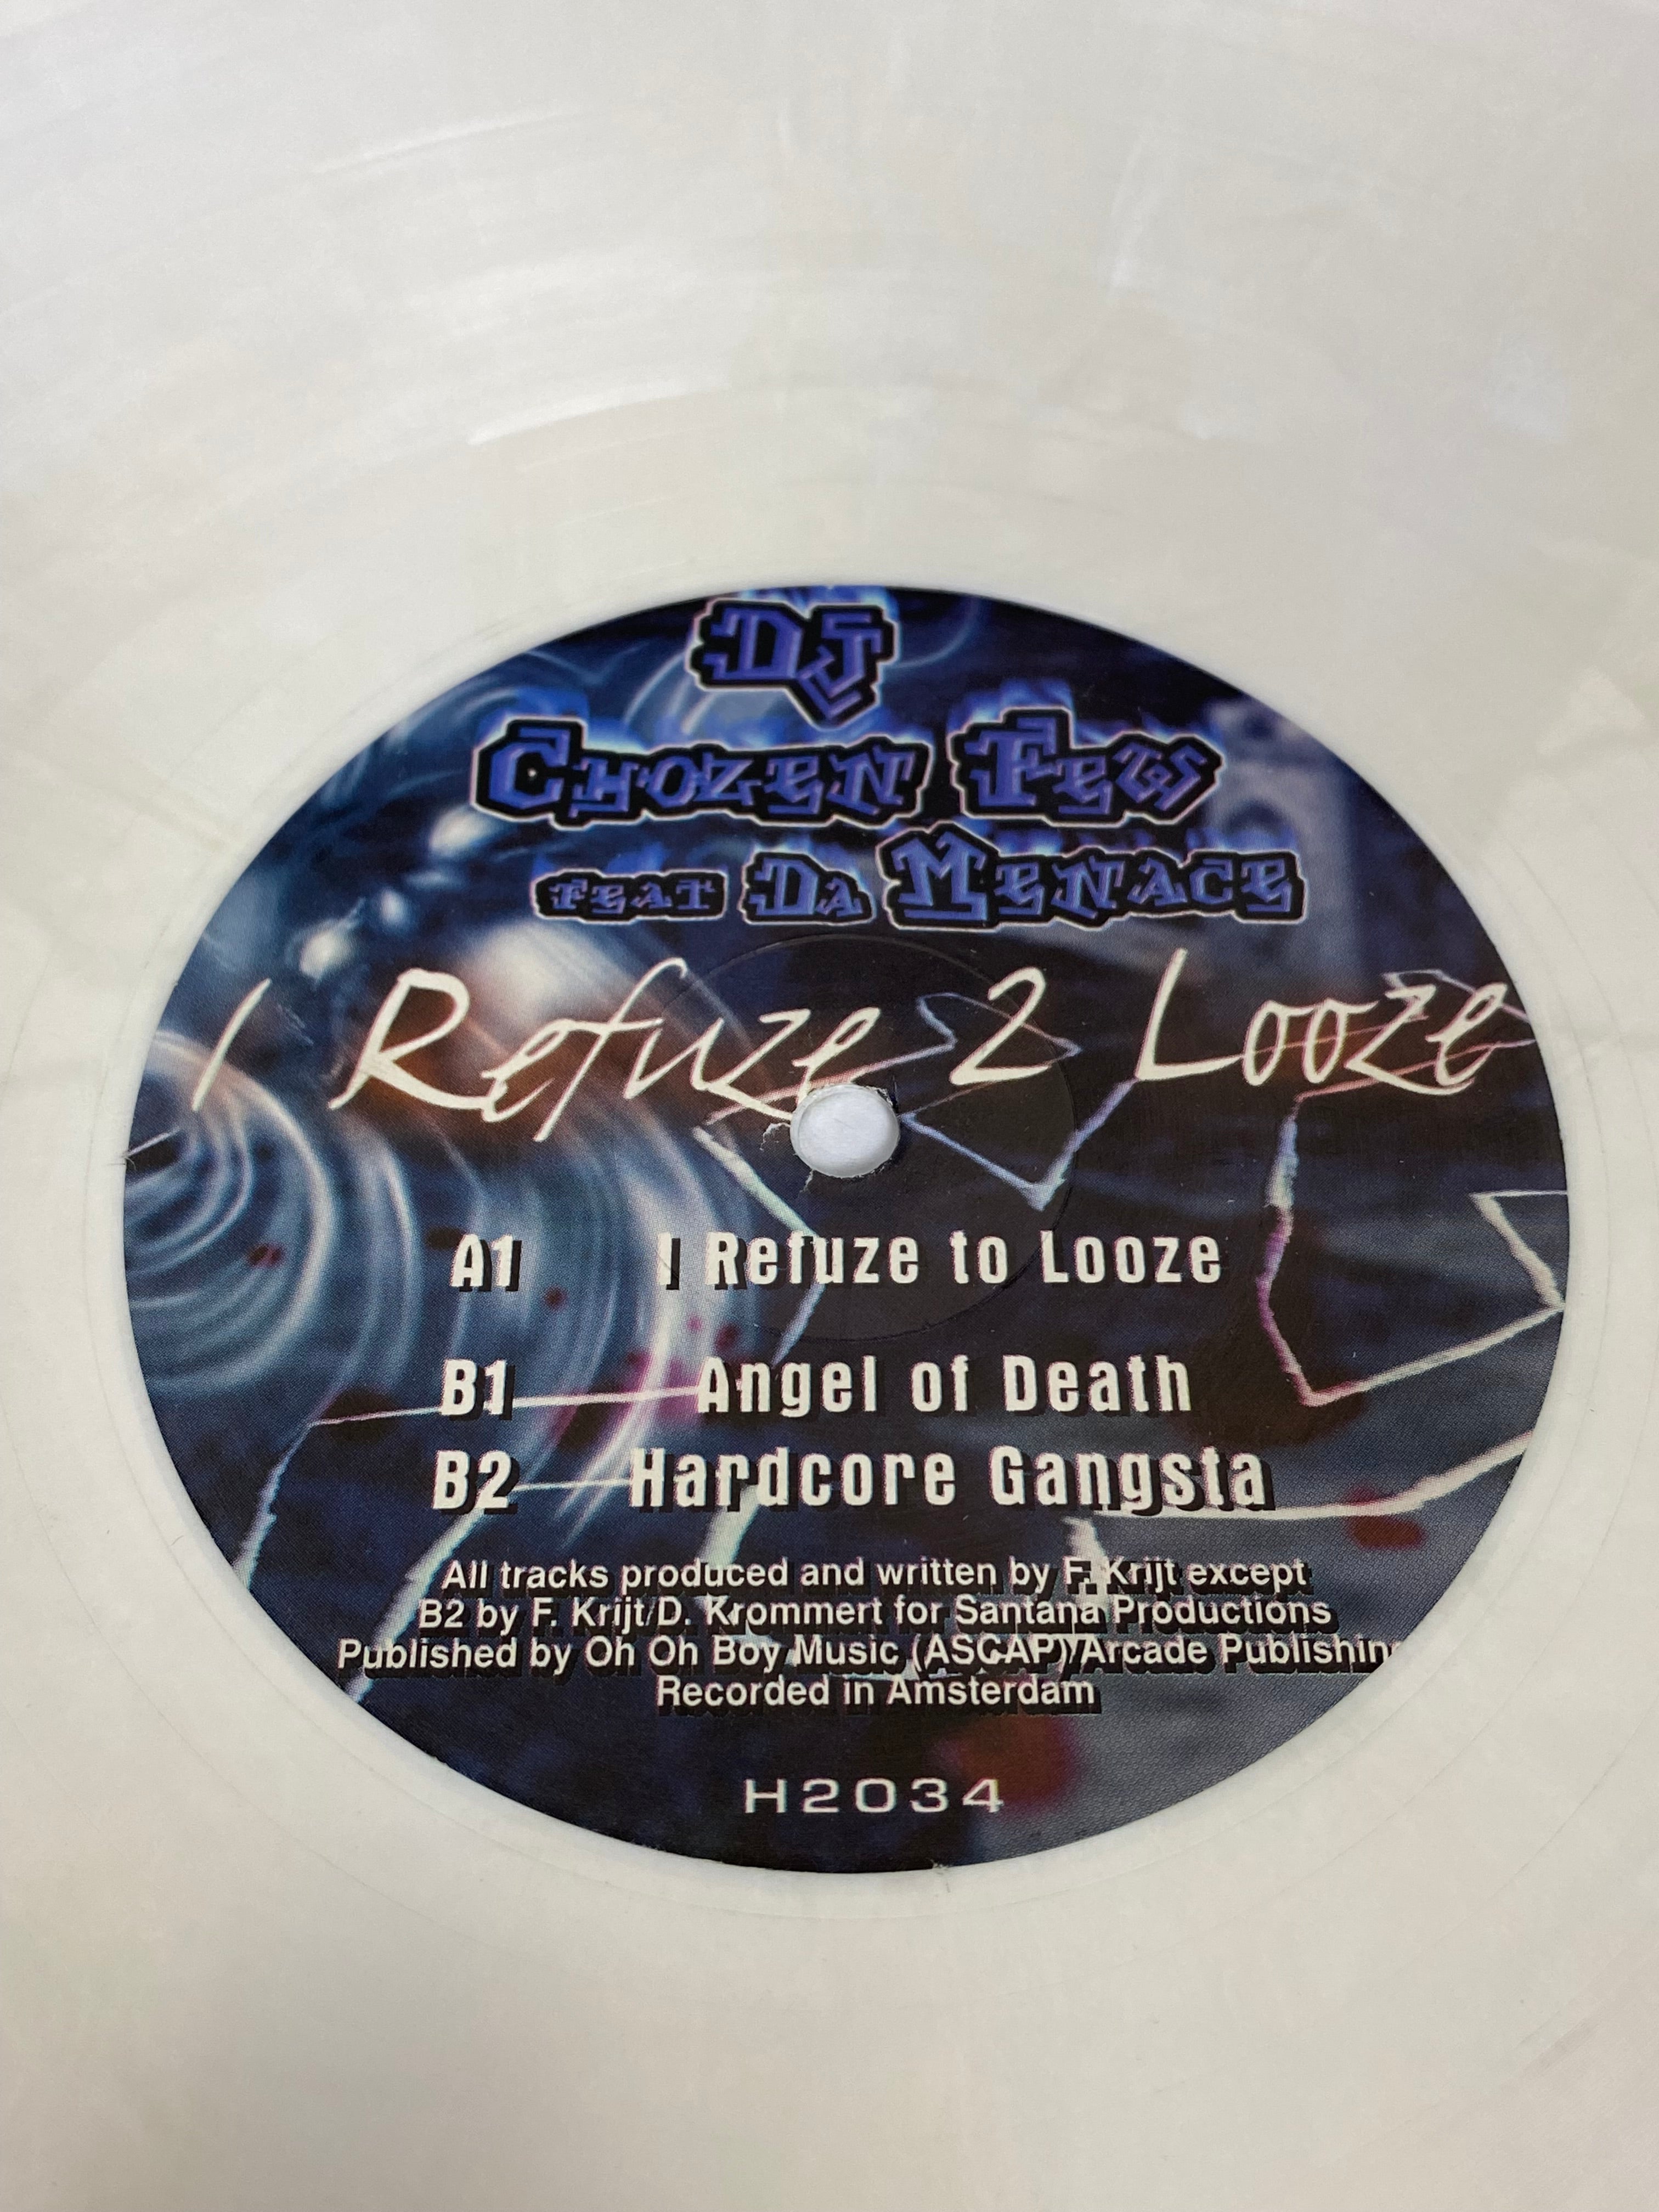 DJ
Chozen Few
feat Da Menace
I Refuze 2 Looze
A1 I Refuze to Looze
B1 Angel of Death
B2 Hardcore Gangsta
All tracks produced and written by F. Krijt except
B2 by F. Krijt/D. Krommert for Santana Productions
Published by Oh Oh Boy Music (ASCAP)/Arcade Publishing
Recorded in Amsterdam
H2034